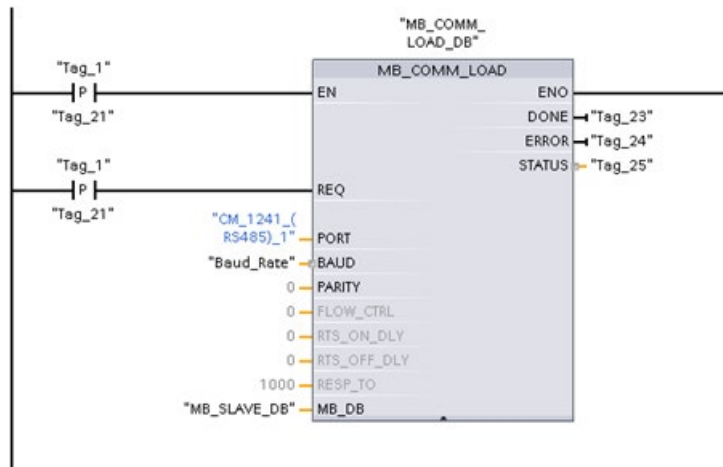 "MB_COMM_
LOAD_DB"
MB_COMM_LOAD
"Tag_1"
P
"Tag_21"
EN
ENO
DONE
"Tag_23"
ERROR
"Tag_24"
STATUS
"Tag_25"
"Tag_1"
P
"Tag_21"
REQ
"CM_1241_(
RS485)_1"
PORT
"Baud_Rate"
BAUD
0
PARITY
0
FLOW_CTRL
0
RTS_ON_DLY
0
RTS_OFF_DLY
1000
RESP_TO
"MB_SLAVE_DB"
MB_DB